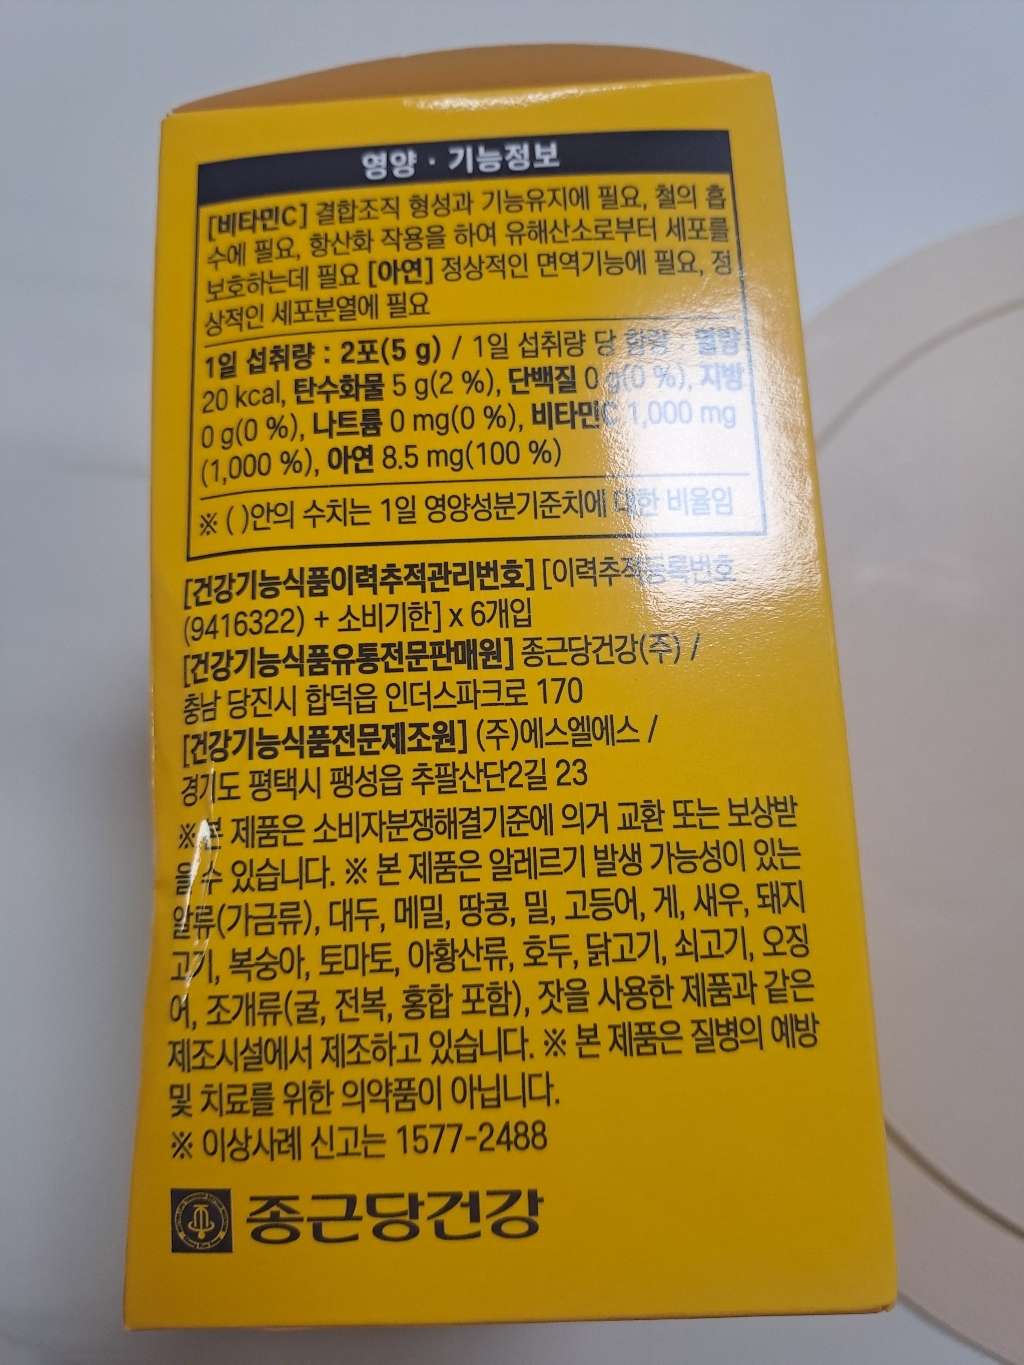 영양 · 기능정보
[비타민C] 결합조직 형성과 기능유지에 필요, 철의 흡
수에 필요, 항산화 작용을 하여 유해산소로부터 세포를
보호하는데 필요 [아연] 정상적인 면역기능에 필요, 정
상적인 세포분열에 필요
1일 섭취량 : 2포(5 g) / 1일 섭취량 당 함량 : 열량
20 kcal, 탄수화물 5 g(2 %), 단백질 0 g(0 %), 지방
0 g(0 %), 나트륨 0 mg(0 %), 비타민C 1,000 mg
(1,000 %), 아연 8.5 mg(100 %)
※ ( )안의 수치는 1일 영양성분기준치에 대한 비율임
[건강기능식품이력추적관리번호] [이력추적등록번호
(9416322) + 소비기한] x 6개입
[건강기능식품유통전문판매원] 종근당건강(주) /
충남 당진시 합덕읍 인더스파크로 170
[건강기능식품전문제조원] (주)에스엘에스 /
경기도 평택시 팽성읍 추팔산단2길 23
※ 본 제품은 소비자분쟁해결기준에 의거 교환 또는 보상받
을 수 있습니다. ※ 본 제품은 알레르기 발생 가능성이 있는
알류(가금류), 대두, 메밀, 땅콩, 밀, 고등어, 게, 새우, 돼지
고기, 복숭아, 토마토, 아황산류, 호두, 닭고기, 쇠고기, 오징
어, 조개류(굴, 전복, 홍합 포함), 잣을 사용한 제품과 같은
제조시설에서 제조하고 있습니다. ※ 본 제품은 질병의 예방
및 치료를 위한 의약품이 아닙니다.
※ 이상사례 신고는 1577-2488
종근당건강